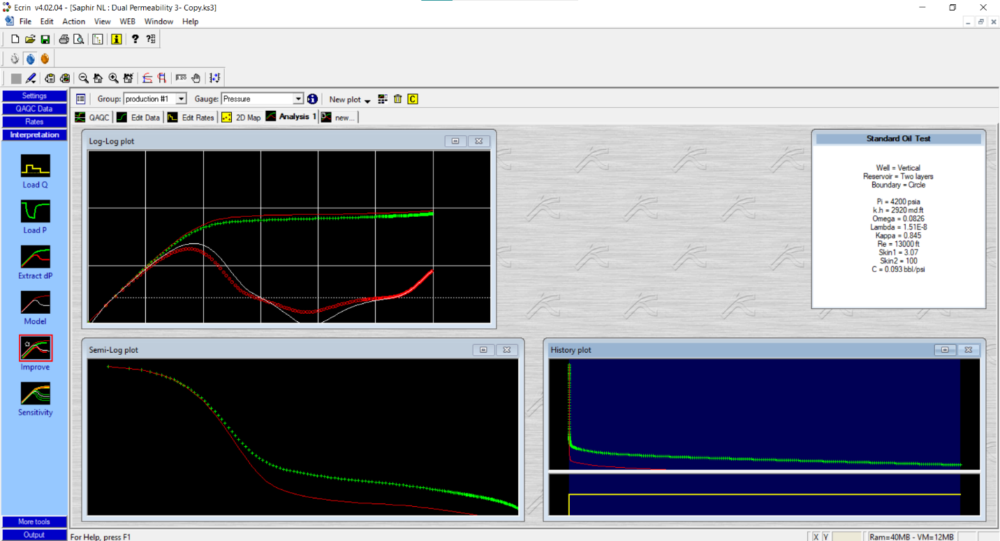 Ecrin v4.02.04 - [Saphir NL : Dual Permeability 3- Copy.ks3]
File Edit Action View WEB Window Help
Settings
QAQC Data
Rates
Interpretation
Load Q
Load P
Extract dP
Model
Improve
Sensitivity
More tools
Output
Group: production #1 Gauge: Pressure New plot C
QAQC Edit Data Edit Rates 2D Map Analysis 1 new...
Log-Log plot
Standard Oil Test
Well = Vertical
Reservoir = Two layers
Boundary = Circle
Pi = 4200 psia
k.h = 2920 md.ft
Omega = 0.0826
Lambda = 1.51E-8
Kappa = 0.845
Re = 13000 ft
Skin1 = 3.07
Skin2 = 100
C = 0.093 bbl/psi
Semi-Log plot
History plot
For Help, press F1
X Y
Ram=40MB - VM=12MB